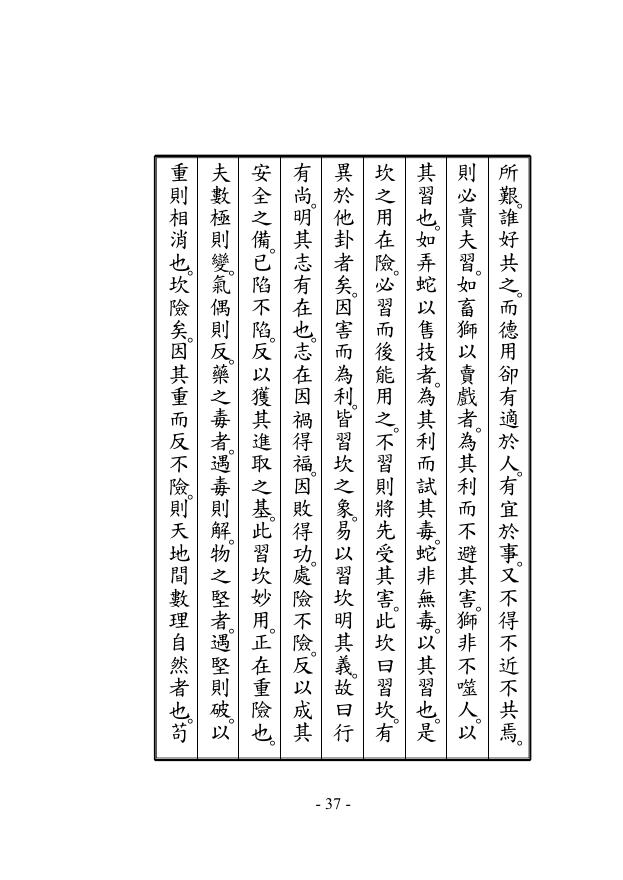 所艱。誰好共之。而德用卻有適於人。有宜於事。又不得不近不共焉。
則必貴夫習。如畜獅以賣戲者。為其利而不避其害。獅非不噬人。以
其習也。如弄蛇以售技者。為其利而試其毒。蛇非無毒。以其習也。是
坎之用在險。必習而後能用之。不習則將先受其害。此坎曰習坎。有
異於他卦者矣。因害而為利。皆習坎之象。易以習坎明其義。故曰行
有尚。明其志有在也。志在因禍得福。因敗得功。處險不險。反以成其
安全之備。已陷不陷。反以獲其進取之基。此習坎妙用。正在重險也。
夫數極則變。氣偶則反。藥之毒者。遇毒則解。物之堅者。遇堅則破。以
重則相消也。坎險矣。因其重而反不險。則天地間數理自然者也。苟
- 37 -